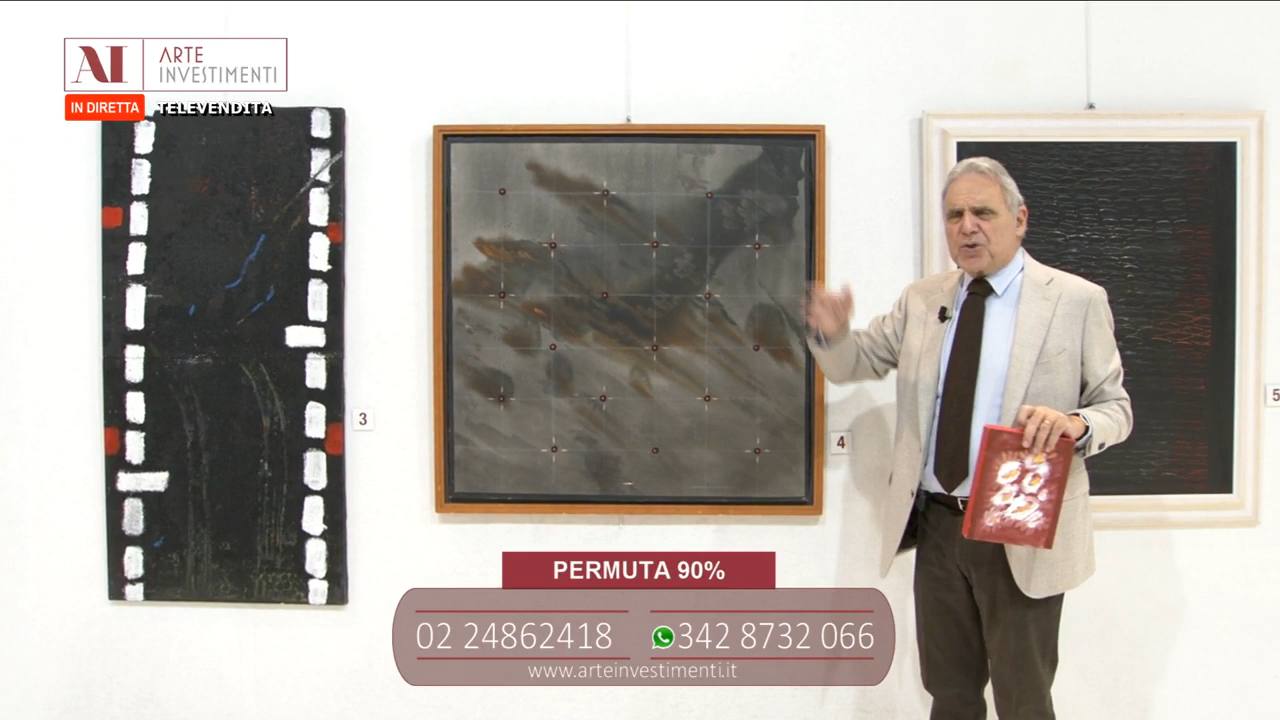 AI ARTE
INVESTIMENTI
IN DIRETTA TELEVENDITA
3
4
5
PERMUTA 90%
02 24862418 342 8732 066
www.arteinvestimenti.it